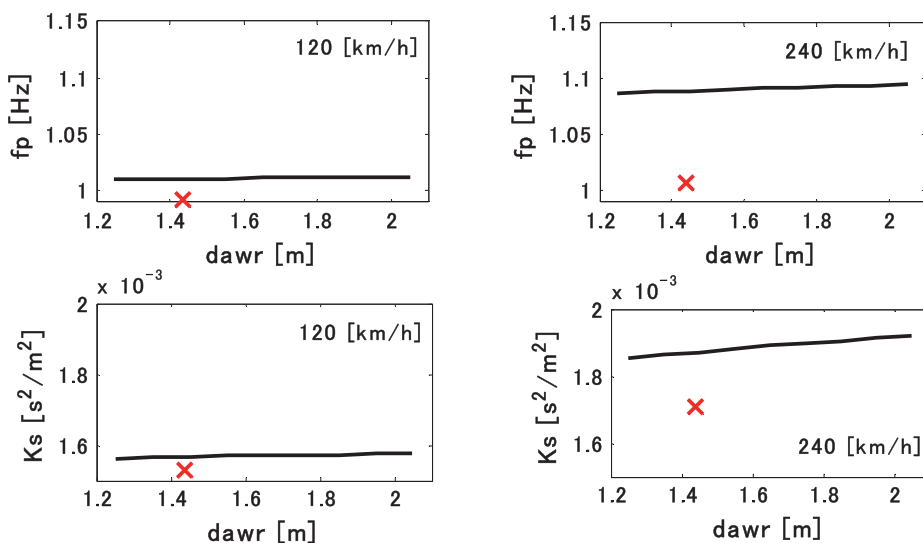 1.15
1.1
1.05
1
fp [Hz]
120 [km/h]
1.2 1.4 1.6 1.8 2
dawr [m]
1.15
1.1
1.05
1
fp [Hz]
240 [km/h]
1.2 1.4 1.6 1.8 2
dawr [m]
x 10⁻³
2
1.8
1.6
Ks [s²/m²]
120 [km/h]
1.2 1.4 1.6 1.8 2
dawr [m]
x 10⁻³
2
1.8
1.6
Ks [s²/m²]
240 [km/h]
1.2 1.4 1.6 1.8 2
dawr [m]